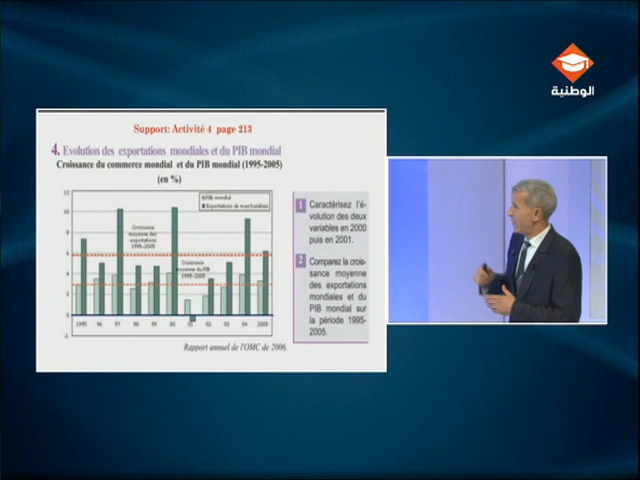 الوطنية
Support: Activité 4 page 213
4. Evolution des exportations mondiales et du PIB mondial
Croissance du commerce mondial et du PIB mondial (1995-2005)
(en %)
12
10
8
6
4
2
0
-2
PIB mondial
Exportations de marchandises
Croissance
moyenne des
exportations
1995-2005
Croissance
moyenne du PIB
1995-2005
1995 96 97 98 99 00 01 02 03 04 2005
Rapport annuel de l'OMC de 2006.
1 Caractérisez l'é-
volution des deux
variables en 2000
puis en 2001.
2 Comparez la crois-
sance moyenne
des exportations
mondiales et du
PIB mondial sur
la période 1995-
2005.